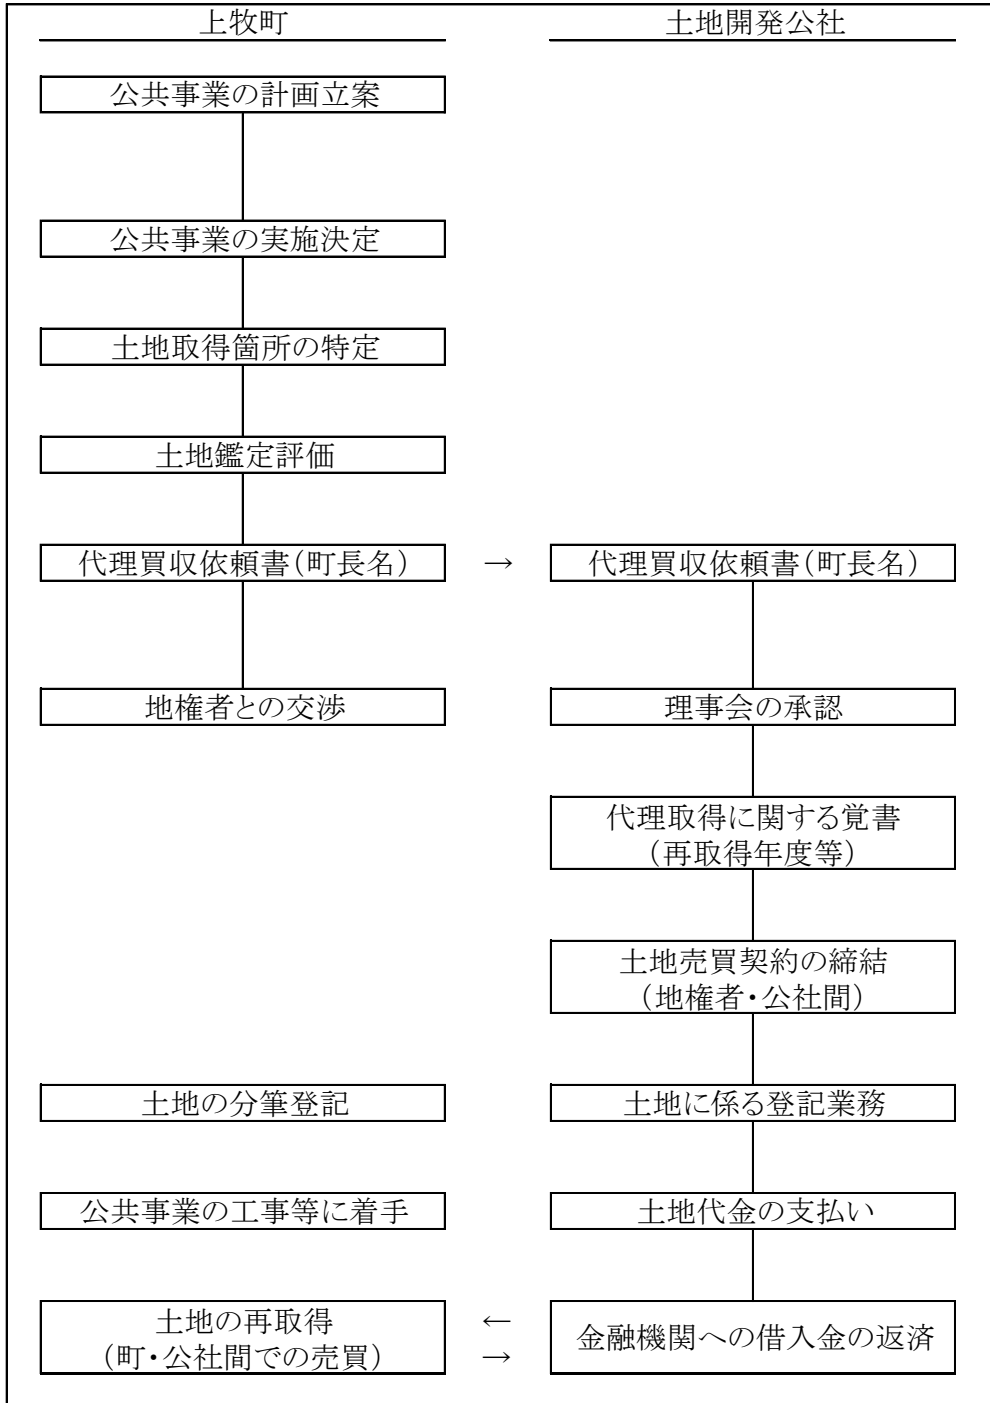 上牧町
土地開発公社
公共事業の計画立案
公共事業の実施決定
土地取得箇所の特定
土地鑑定評価
代理買収依頼書(町長名)
→
代理買収依頼書(町長名)
地権者との交渉
理事会の承認
代理取得に関する覚書
(再取得年度等)
土地売買契約の締結
(地権者・公社間)
土地の分筆登記
土地に係る登記業務
公共事業の工事等に着手
土地代金の支払い
土地の再取得
(町・公社間での売買)
←
→
金融機関への借入金の返済